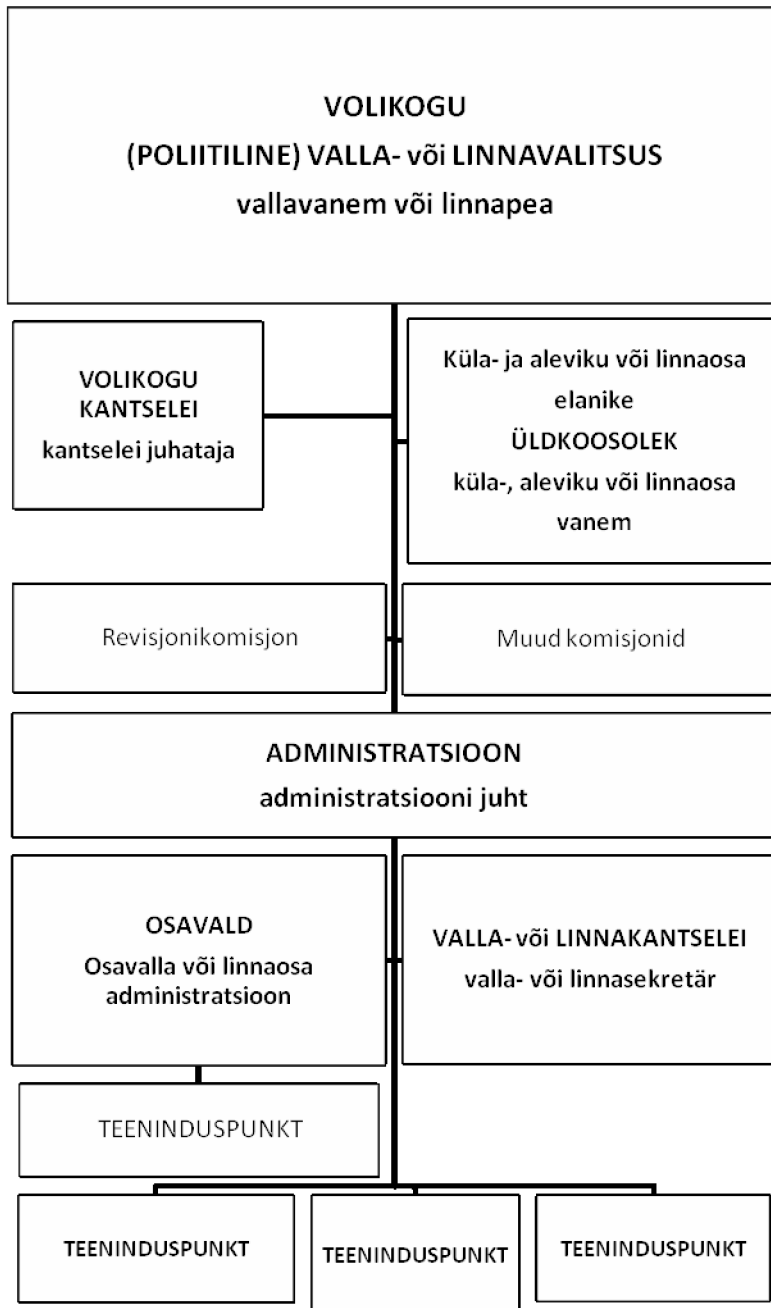 VOLIKOGU
(POLIITILINE) VALLA- või LINNAVALITSUS
vallavanem või linnapea
VOLIKOGU
KANTSELEI
kantselei juhataja
Küla- ja aleviku või linnaosa
elanike
ÜLDKOOSOLEK
küla-, aleviku või linnaosa
vanem
Revisjonikomisjon
Muud komisjonid
ADMINISTRATSIOON
administratsiooni juht
OSAVALD
Osavalla või linnaosa
administratsioon
VALLA- või LINNAKANTSELEI
valla- või linnasekretär
TEENINDUSPUNKT
TEENINDUSPUNKT
TEENINDUSPUNKT
TEENINDUSPUNKT